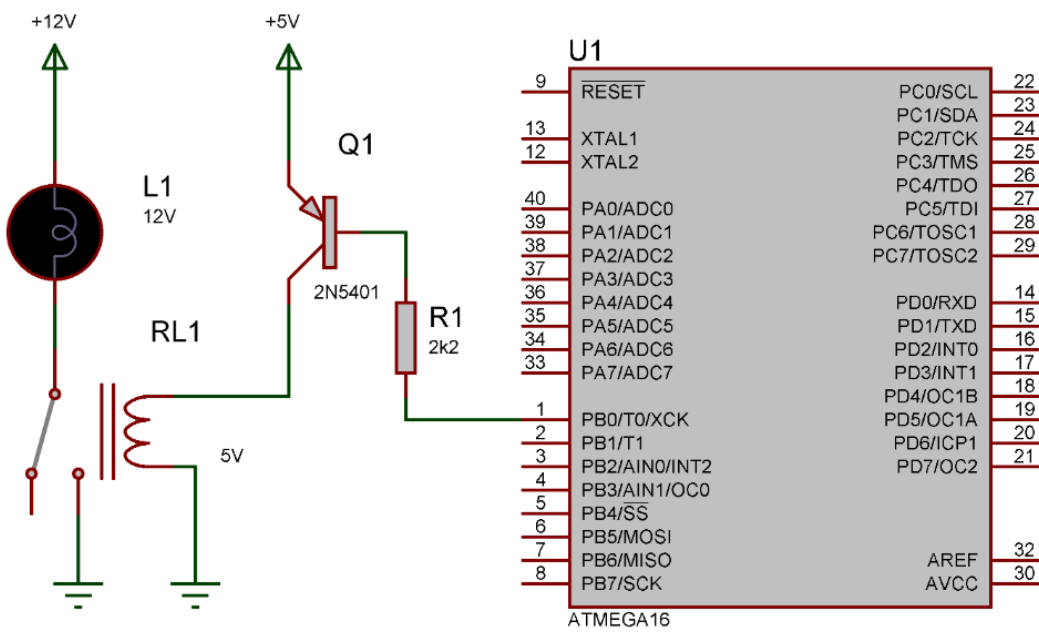 +12V
+5V
L1
12V
RL1
5V
Q1
2N5401
R1
2k2
U1
9 RESET
13 XTAL1
12 XTAL2
40 PA0/ADC0
39 PA1/ADC1
38 PA2/ADC2
37 PA3/ADC3
36 PA4/ADC4
35 PA5/ADC5
34 PA6/ADC6
33 PA7/ADC7
1 PB0/T0/XCK
2 PB1/T1
3 PB2/AIN0/INT2
4 PB3/AIN1/OC0
5 PB4/SS
6 PB5/MOSI
7 PB6/MISO
8 PB7/SCK
PC0/SCL 22
PC1/SDA 23
PC2/TCK 24
PC3/TMS 25
PC4/TDO 26
PC5/TDI 27
PC6/TOSC1 28
PC7/TOSC2 29
PD0/RXD 14
PD1/TXD 15
PD2/INT0 16
PD3/INT1 17
PD4/OC1B 18
PD5/OC1A 19
PD6/ICP1 20
PD7/OC2 21
AREF 32
AVCC 30
ATMEGA16